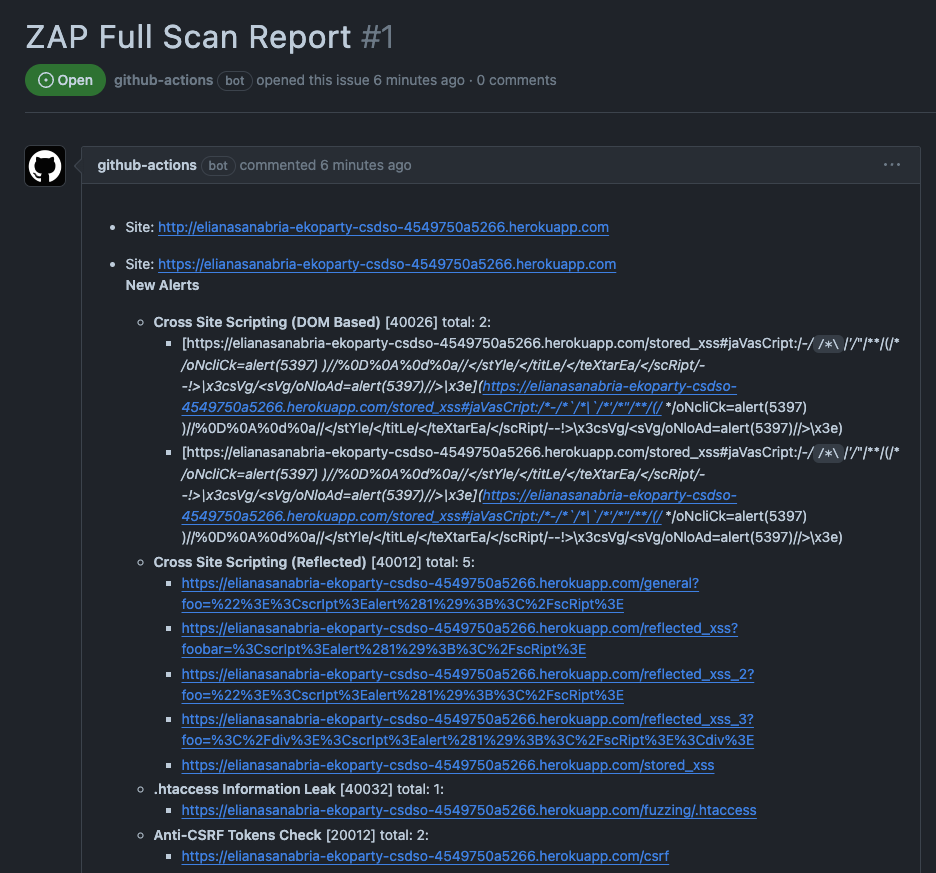 ZAP Full Scan Report #1
Open github-actions bot opened this issue 6 minutes ago · 0 comments
github-actions bot commented 6 minutes ago ...
• Site: http://elianasanabria-ekoparty-csdso-4549750a5266.herokuapp.com
• Site: https://elianasanabria-ekoparty-csdso-4549750a5266.herokuapp.com
New Alerts
○ Cross Site Scripting (DOM Based) [40026] total: 2:
▪ [https://elianasanabria-ekoparty-csdso-4549750a5266.herokuapp.com/stored_xss#jaVasCript:/-/ /*\ /'/"/**/(/*
/oNcliCk=alert(5397) )//%0D%0A%0d%0a//</stYle/</titLe/</teXtarEa/</scRipt/-
-!>\x3csVg/<sVg/oNloAd=alert(5397)//>\x3e](https://elianasanabria-ekoparty-csdso-
4549750a5266.herokuapp.com/stored_xss#jaVasCript:/*-/*`/*\`/*'/*"/**/(/ */oNcliCk=alert(5397)
)//%0D%0A%0d%0a//</stYle/</titLe/</teXtarEa/</scRipt/--!>\x3csVg/<sVg/oNloAd=alert(5397)//>\x3e)
▪ [https://elianasanabria-ekoparty-csdso-4549750a5266.herokuapp.com/stored_xss#jaVasCript:/-/ /*\ /'/"/**/(/*
/oNcliCk=alert(5397) )//%0D%0A%0d%0a//</stYle/</titLe/</teXtarEa/</scRipt/-
-!>\x3csVg/<sVg/oNloAd=alert(5397)//>\x3e](https://elianasanabria-ekoparty-csdso-
4549750a5266.herokuapp.com/stored_xss#jaVasCript:/*-/*`/*\`/*'/*"/**/(/ */oNcliCk=alert(5397)
)//%0D%0A%0d%0a//</stYle/</titLe/</teXtarEa/</scRipt/--!>\x3csVg/<sVg/oNloAd=alert(5397)//>\x3e)
○ Cross Site Scripting (Reflected) [40012] total: 5:
▪ https://elianasanabria-ekoparty-csdso-4549750a5266.herokuapp.com/general?
foo=%22%3E%3CscrIpt%3Ealert%281%29%3B%3C%2FscRipt%3E
▪ https://elianasanabria-ekoparty-csdso-4549750a5266.herokuapp.com/reflected_xss?
foobar=%3CscrIpt%3Ealert%281%29%3B%3C%2FscRipt%3E
▪ https://elianasanabria-ekoparty-csdso-4549750a5266.herokuapp.com/reflected_xss_2?
foo=%22%3E%3CscrIpt%3Ealert%281%29%3B%3C%2FscRipt%3E
▪ https://elianasanabria-ekoparty-csdso-4549750a5266.herokuapp.com/reflected_xss_3?
foo=%3C%2Fdiv%3E%3CscrIpt%3Ealert%281%29%3B%3C%2FscRipt%3E%3Cdiv%3E
▪ https://elianasanabria-ekoparty-csdso-4549750a5266.herokuapp.com/stored_xss
○ .htaccess Information Leak [40032] total: 1:
▪ https://elianasanabria-ekoparty-csdso-4549750a5266.herokuapp.com/fuzzing/.htaccess
○ Anti-CSRF Tokens Check [20012] total: 2:
▪ https://elianasanabria-ekoparty-csdso-4549750a5266.herokuapp.com/csrf